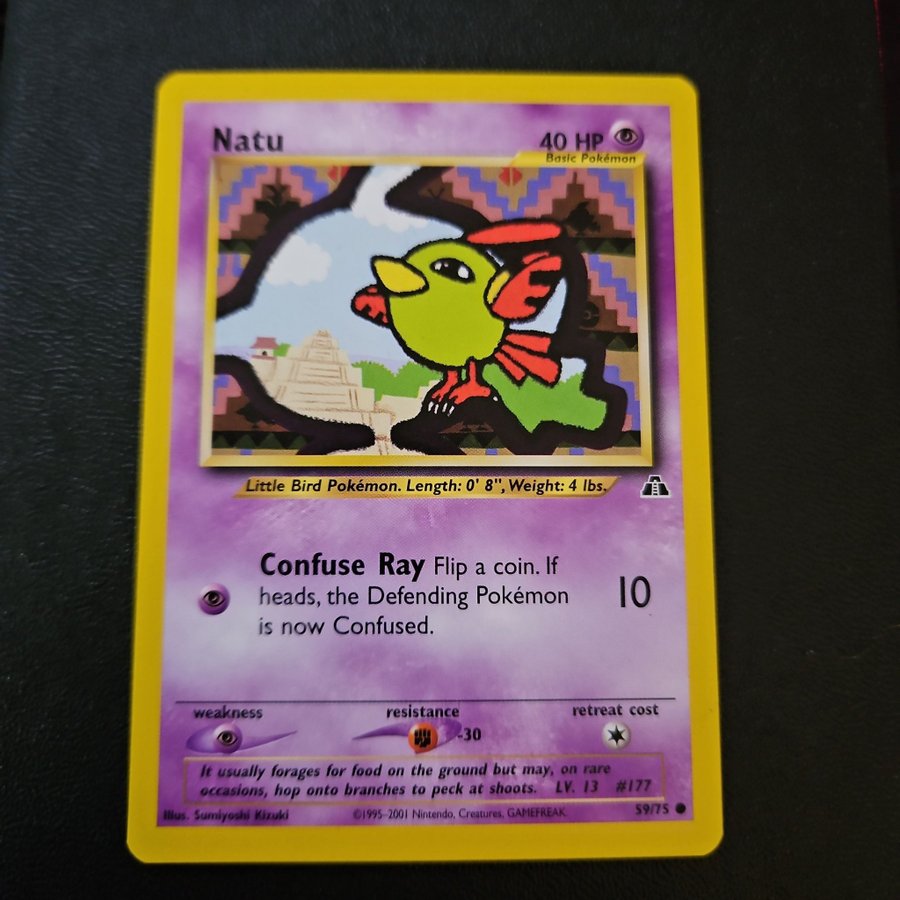 Natu
40 HP
Basic Pokémon
Little Bird Pokémon. Length: 0' 8", Weight: 4 lbs.
Confuse Ray Flip a coin. If
heads, the Defending Pokémon
is now Confused.
10
weakness
resistance
retreat cost
-30
It usually forages for food on the ground but may, on rare
occasions, hop onto branches to peck at shoots. LV. 13 #177
Illus. Sumiyoshi Kizuki
©1995-2001 Nintendo, Creatures, GAMEFREAK
59/75